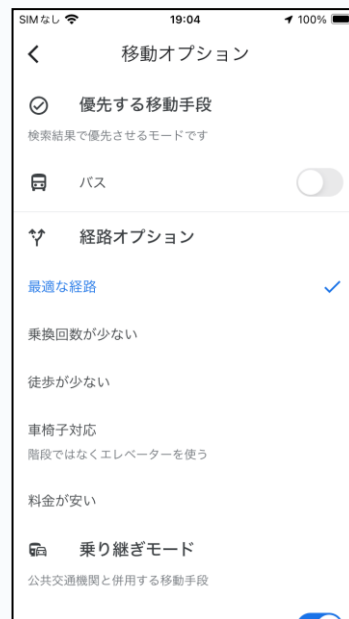 SIMなし 19:04 100%
移動オプション
優先する移動手段
検索結果で優先させるモードです
バス
経路オプション
最適な経路
乗換回数が少ない
徒歩が少ない
車椅子対応
階段ではなくエレベーターを使う
料金が安い
乗り継ぎモード
公共交通機関と併用する移動手段